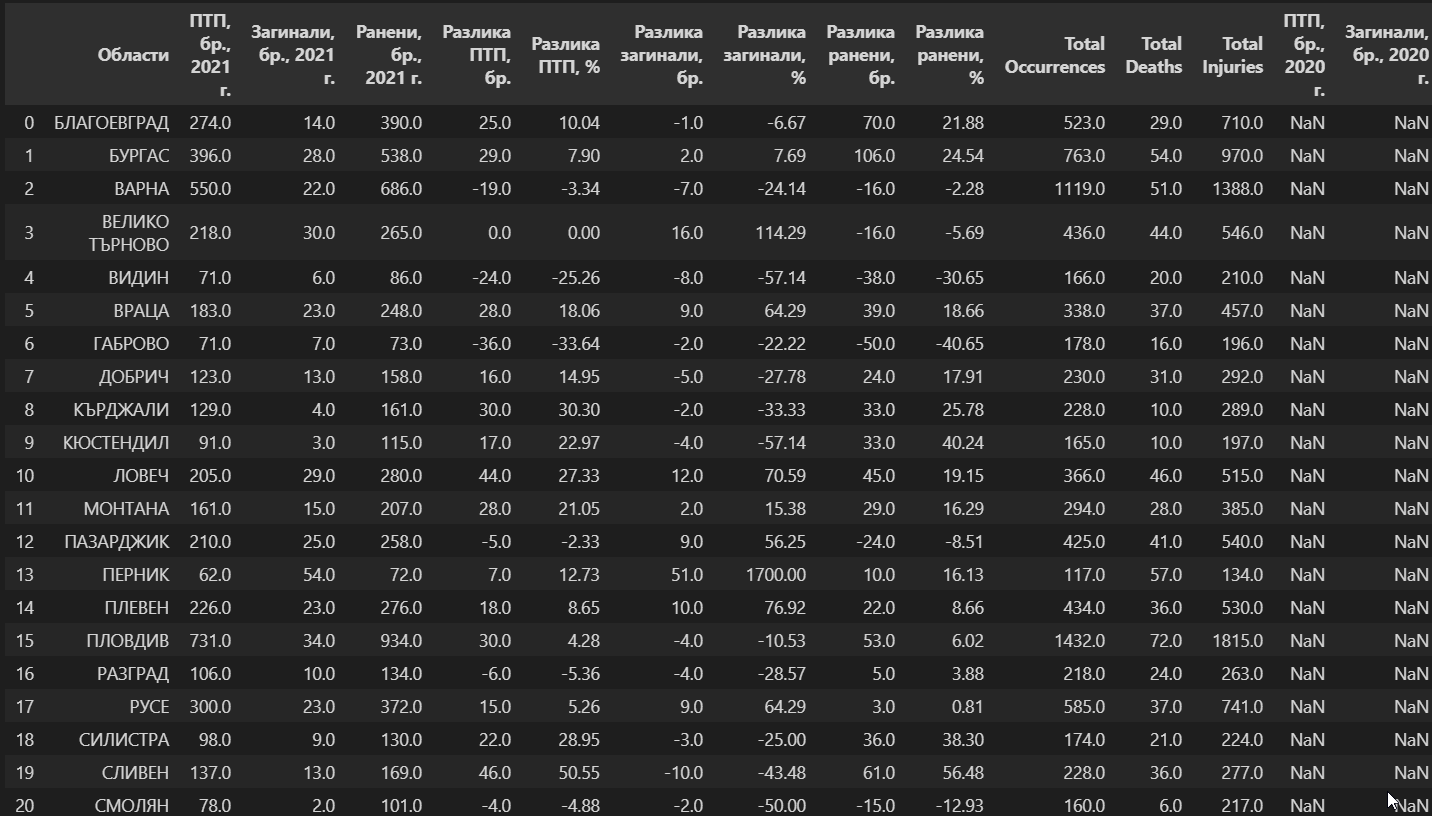 Области ПТП, бр., 2021 г. Загинали, бр., 2021 г. Ранени, бр., 2021 г. Разлика ПТП, бр. Разлика ПТП, % Разлика загинали, бр. Разлика загинали, % Разлика ранени, бр. Разлика ранени, % Total Occurrences Total Deaths Total Injuries ПТП, бр., 2020 г. Загинали, бр., 2020 г.
0 БЛАГОЕВГРАД 274.0 14.0 390.0 25.0 10.04 -1.0 -6.67 70.0 21.88 523.0 29.0 710.0 NaN NaN
1 БУРГАС 396.0 28.0 538.0 29.0 7.90 2.0 7.69 106.0 24.54 763.0 54.0 970.0 NaN NaN
2 ВАРНА 550.0 22.0 686.0 -19.0 -3.34 -7.0 -24.14 -16.0 -2.28 1119.0 51.0 1388.0 NaN NaN
3 ВЕЛИКО ТЪРНОВО 218.0 30.0 265.0 0.0 0.00 16.0 114.29 -16.0 -5.69 436.0 44.0 546.0 NaN NaN
4 ВИДИН 71.0 6.0 86.0 -24.0 -25.26 -8.0 -57.14 -38.0 -30.65 166.0 20.0 210.0 NaN NaN
5 ВРАЦА 183.0 23.0 248.0 28.0 18.06 9.0 64.29 39.0 18.66 338.0 37.0 457.0 NaN NaN
6 ГАБРОВО 71.0 7.0 73.0 -36.0 -33.64 -2.0 -22.22 -50.0 -40.65 178.0 16.0 196.0 NaN NaN
7 ДОБРИЧ 123.0 13.0 158.0 16.0 14.95 -5.0 -27.78 24.0 17.91 230.0 31.0 292.0 NaN NaN
8 КЪРДЖАЛИ 129.0 4.0 161.0 30.0 30.30 -2.0 -33.33 33.0 25.78 228.0 10.0 289.0 NaN NaN
9 КЮСТЕНДИЛ 91.0 3.0 115.0 17.0 22.97 -4.0 -57.14 33.0 40.24 165.0 10.0 197.0 NaN NaN
10 ЛОВЕЧ 205.0 29.0 280.0 44.0 27.33 12.0 70.59 45.0 19.15 366.0 46.0 515.0 NaN NaN
11 МОНТАНА 161.0 15.0 207.0 28.0 21.05 2.0 15.38 29.0 16.29 294.0 28.0 385.0 NaN NaN
12 ПАЗАРДЖИК 210.0 25.0 258.0 -5.0 -2.33 9.0 56.25 -24.0 -8.51 425.0 41.0 540.0 NaN NaN
13 ПЕРНИК 62.0 54.0 72.0 7.0 12.73 51.0 1700.00 10.0 16.13 117.0 57.0 134.0 NaN NaN
14 ПЛЕВЕН 226.0 23.0 276.0 18.0 8.65 10.0 76.92 22.0 8.66 434.0 36.0 530.0 NaN NaN
15 ПЛОВДИВ 731.0 34.0 934.0 30.0 4.28 -4.0 -10.53 53.0 6.02 1432.0 72.0 1815.0 NaN NaN
16 РАЗГРАД 106.0 10.0 134.0 -6.0 -5.36 -4.0 -28.57 5.0 3.88 218.0 24.0 263.0 NaN NaN
17 РУСЕ 300.0 23.0 372.0 15.0 5.26 9.0 64.29 3.0 0.81 585.0 37.0 741.0 NaN NaN
18 СИЛИСТРА 98.0 9.0 130.0 22.0 28.95 -3.0 -25.00 36.0 38.30 174.0 21.0 224.0 NaN NaN
19 СЛИВЕН 137.0 13.0 169.0 46.0 50.55 -10.0 -43.48 61.0 56.48 228.0 36.0 277.0 NaN NaN
20 СМОЛЯН 78.0 2.0 101.0 -4.0 -4.88 -2.0 -50.00 -15.0 -12.93 160.0 6.0 217.0 NaN NaN